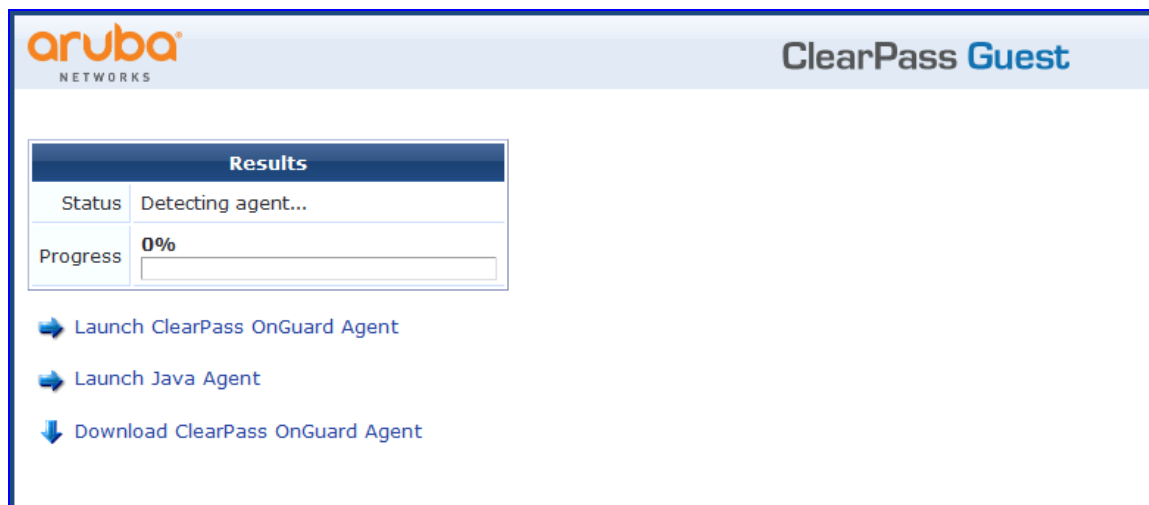 aruba
NETWORKS
ClearPass Guest
Results
Status Detecting agent...
Progress 0%
Launch ClearPass OnGuard Agent
Launch Java Agent
Download ClearPass OnGuard Agent